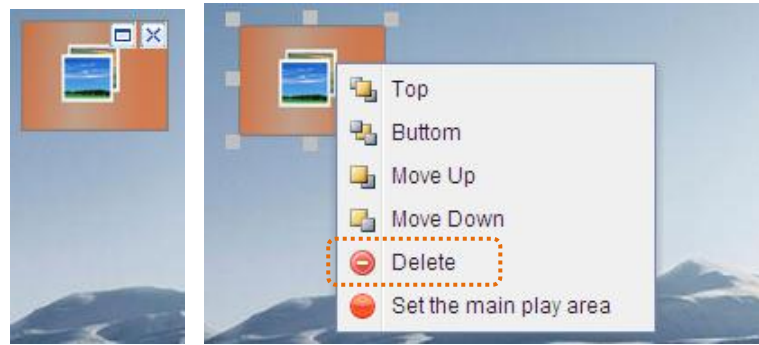 Top
Buttom
Move Up
Move Down
Delete
Set the main play area